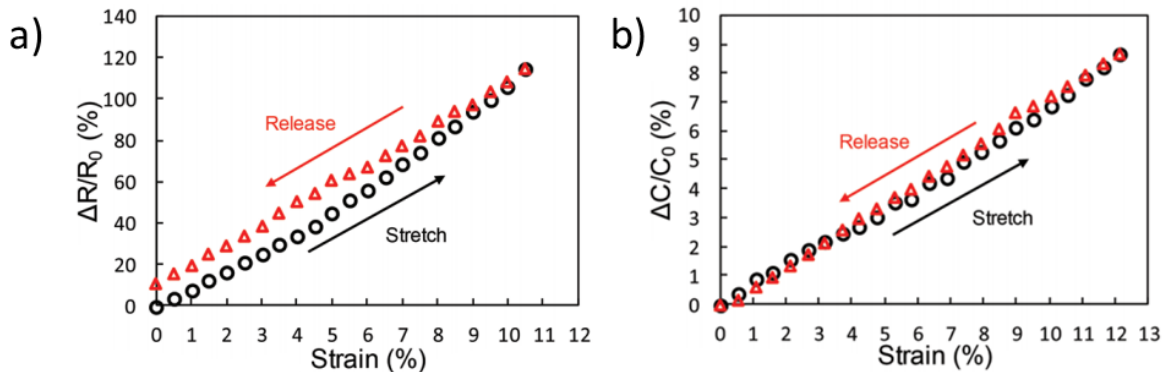 a)
140
120
100
80
60
40
20
0
ΔR/R₀ (%)
Release
Stretch
0 1 2 3 4 5 6 7 8 9 10 11 12
Strain (%)
b)
10
9
8
7
6
5
4
3
2
1
0
ΔC/C₀ (%)
Release
Stretch
0 1 2 3 4 5 6 7 8 9 10 11 12 13
Strain (%)